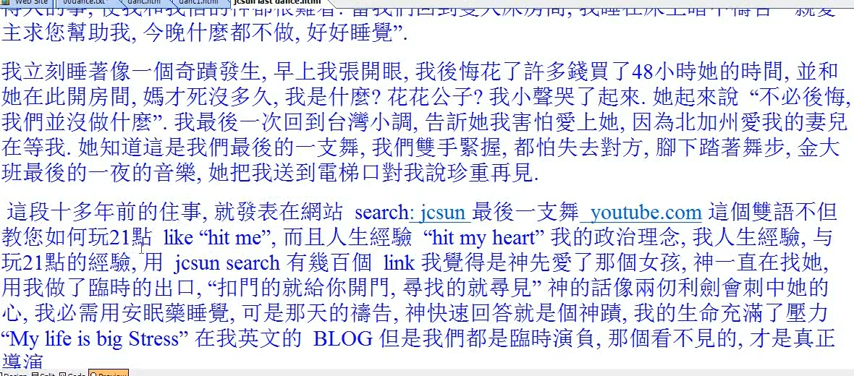 Web Site uanc.htm uanc1.htm jcsun last dance.htm
主求您幫助我, 今晚什麼都不做, 好好睡覺”.
我立刻睡著像一個奇蹟發生, 早上我張開眼, 我後悔花了許多錢買了48小時她的時間, 並和
她在此開房間, 媽才死沒多久, 我是什麼? 花花公子? 我小聲哭了起來. 她起來說 “不必後悔,
我們並沒做什麼”. 我最後一次回到台灣小調, 告訢她我害怕愛上她, 因為北加州愛我的妻兒
在等我. 她知道這是我們最後的一支舞, 我們雙手緊握, 都怕失去對方, 腳下踏著舞步, 金大
班最後的一夜的音樂, 她把我送到電梯口對我說珍重再見.
這段十多年前的住事, 就發表在網站 search: jcsun 最後一支舞 youtube.com 這個雙語不但
教您如何玩21點 like “hit me”, 而且人生經驗 “hit my heart” 我的政治理念, 我人生經驗, 与
玩21點的經驗, 用 jcsun search 有幾百個 link 我覺得是神先愛了那個女孩, 神一直在找她,
用我做了臨時的出口, “扣門的就給你開門, 尋找的就尋見” 神的話像兩仞利劍會刺中她的
心, 我必需用安眠藥睡覺, 可是那天的禱告, 神快速回答就是個神蹟, 我的生命充滿了壓力
“My life is big Stress” 在我英文的 BLOG 但是我們都是臨時演負, 那個看不見的, 才是真正
導演